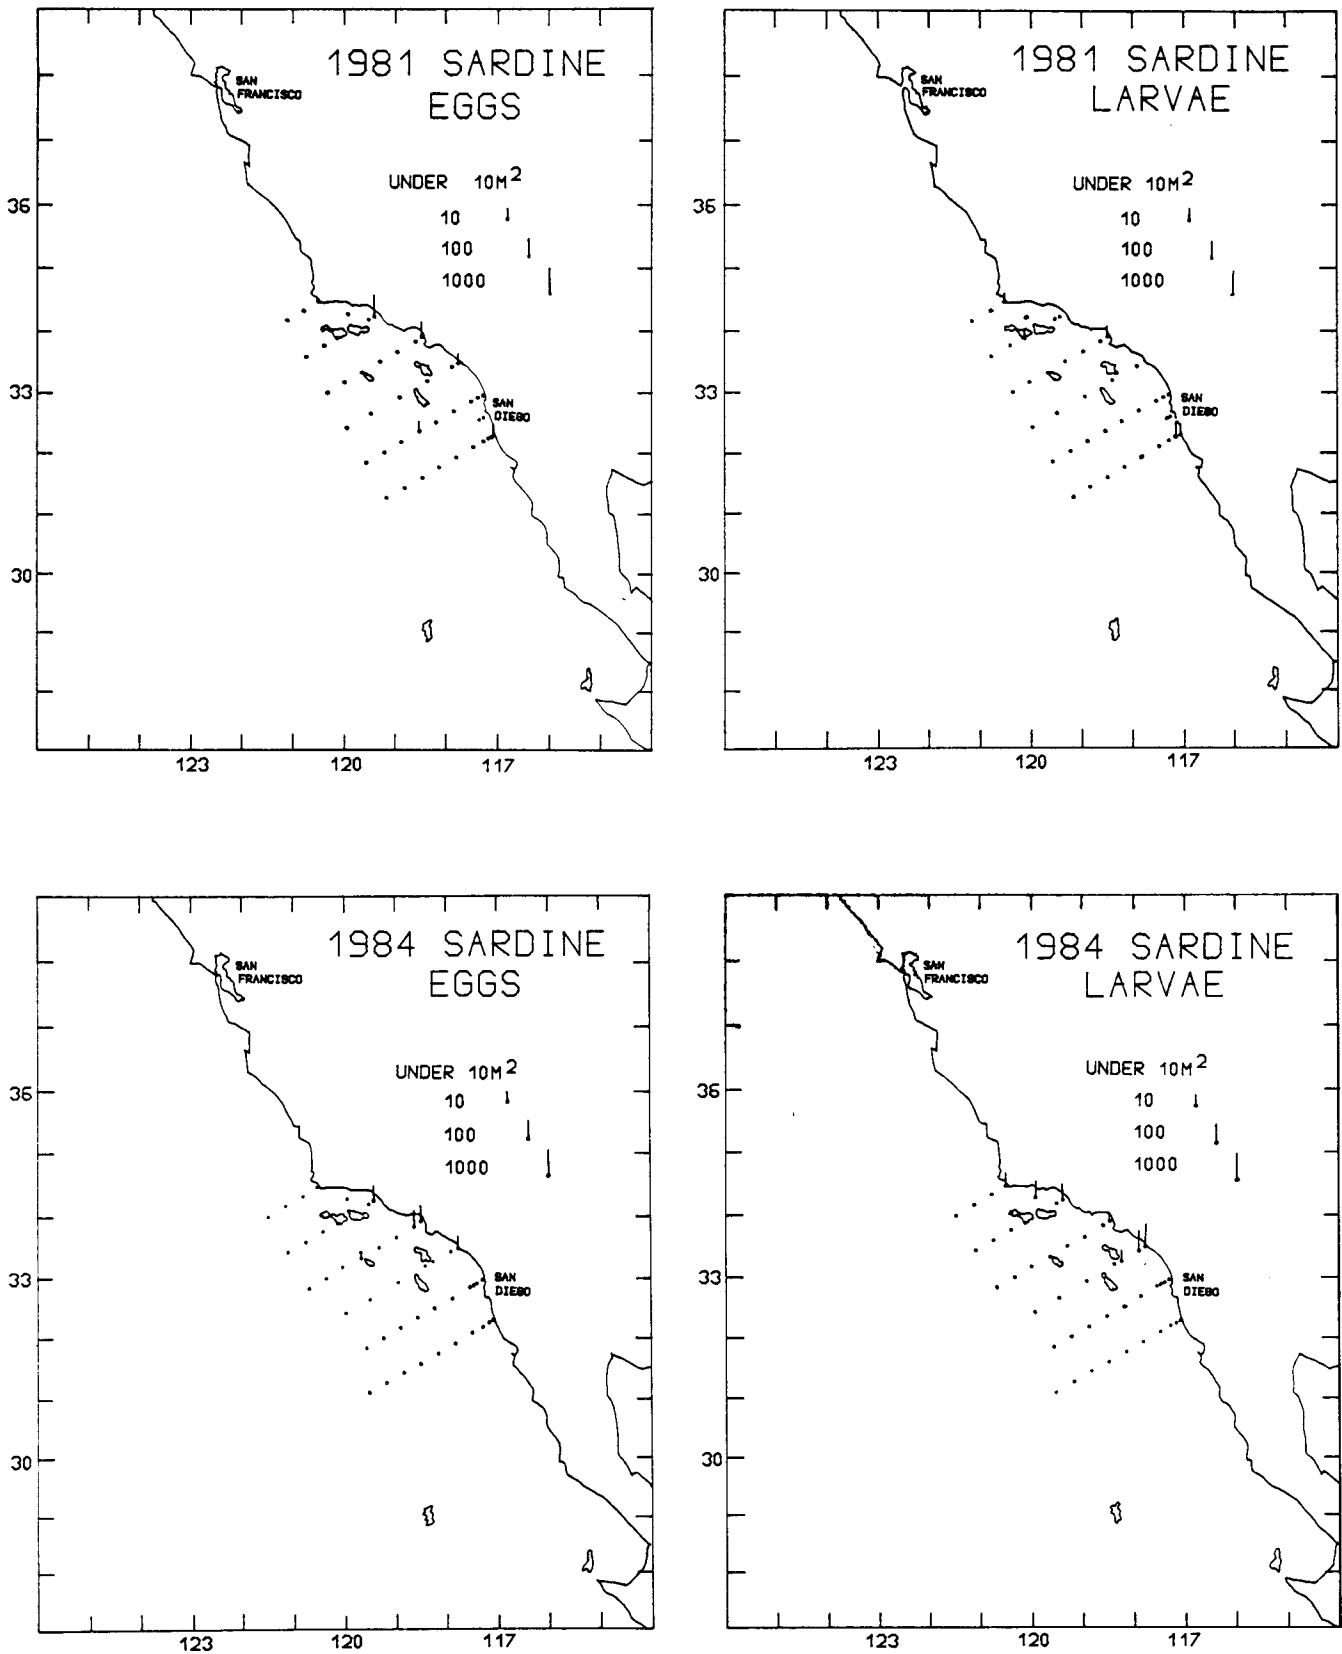 1981 SARDINE
EGGS
SAN
FRANCISCO
UNDER 10M²
10
100
1000
36
33
30
SAN
DIEGO
123 120 117
1981 SARDINE
LARVAE
SAN
FRANCISCO
UNDER 10M²
10
100
1000
36
33
30
SAN
DIEGO
123 120 117
1984 SARDINE
EGGS
SAN
FRANCISCO
UNDER 10M²
10
100
1000
36
33
30
SAN
DIEGO
123 120 117
1984 SARDINE
LARVAE
SAN
FRANCISCO
UNDER 10M²
10
100
1000
36
33
30
SAN
DIEGO
123 120 117